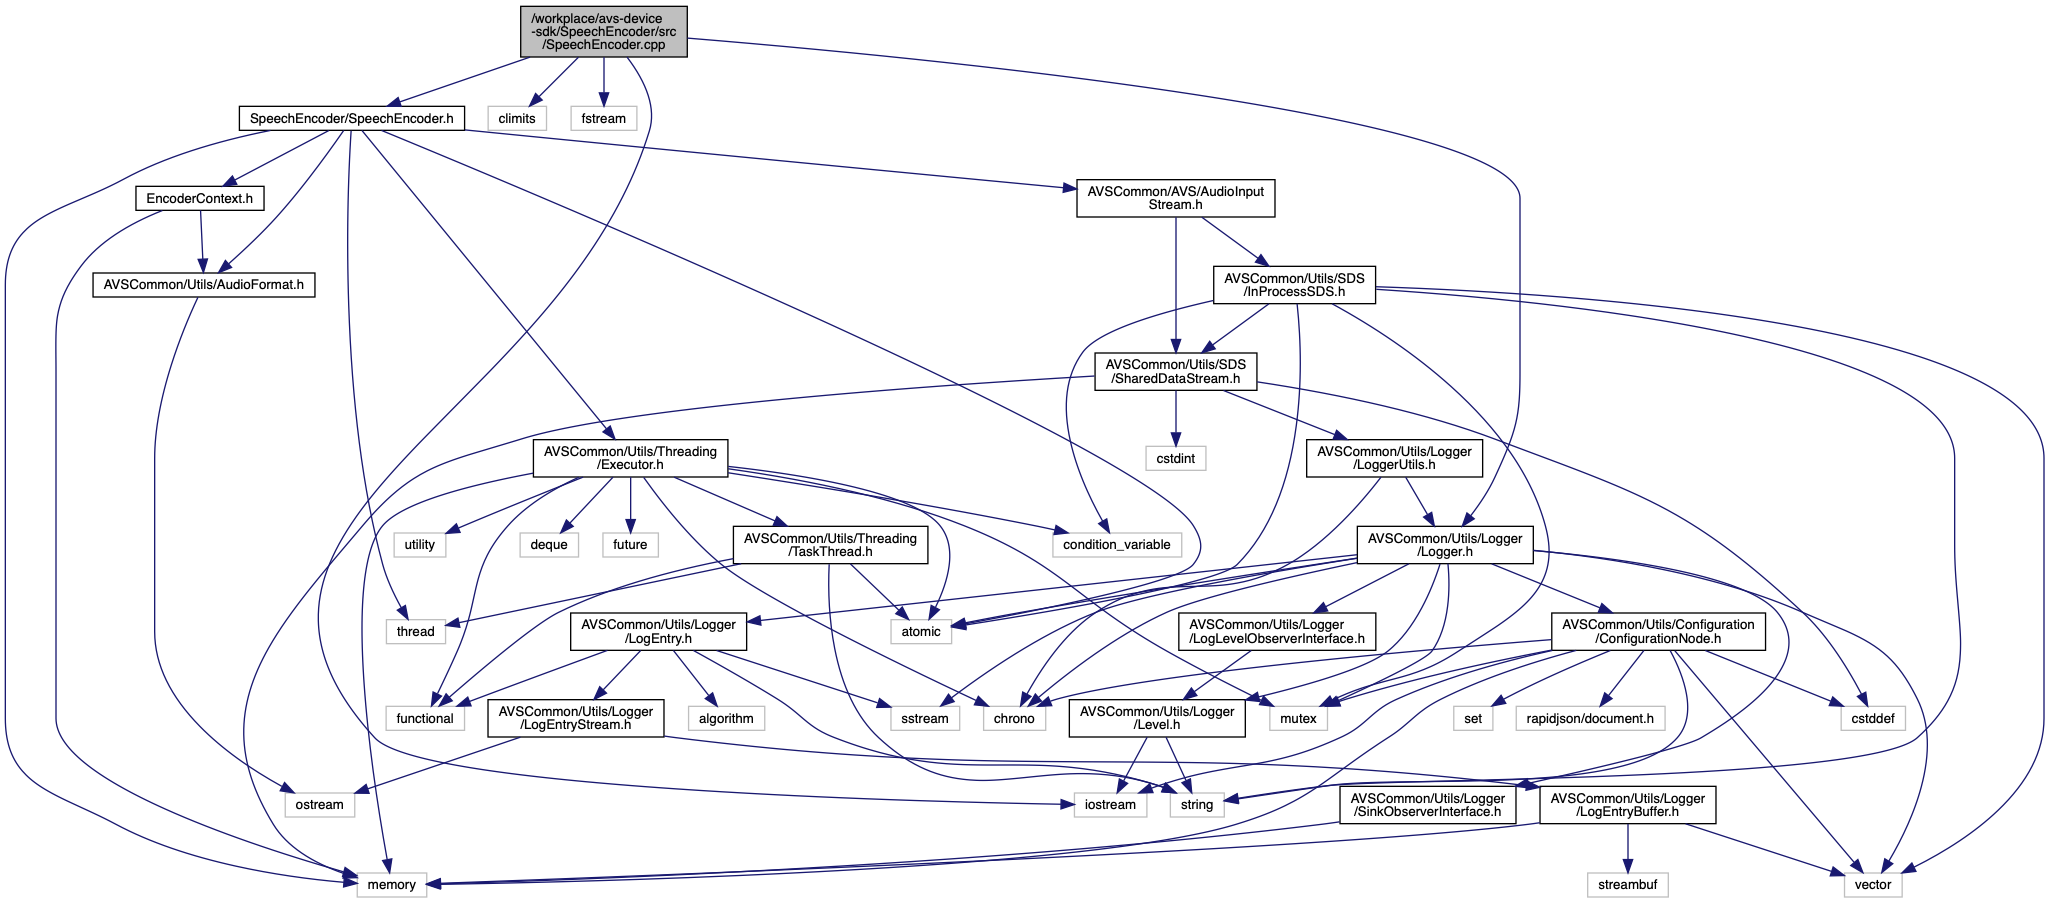 /workplace/avs-device
-sdk/SpeechEncoder/src
/SpeechEncoder.cpp
SpeechEncoder/SpeechEncoder.h
climits
fstream
EncoderContext.h
AVSCommon/AVS/AudioInput
Stream.h
AVSCommon/Utils/AudioFormat.h
AVSCommon/Utils/SDS
/InProcessSDS.h
AVSCommon/Utils/SDS
/SharedDataStream.h
AVSCommon/Utils/Threading
/Executor.h
cstdint
AVSCommon/Utils/Logger
/LoggerUtils.h
utility
deque
future
AVSCommon/Utils/Threading
/TaskThread.h
condition_variable
AVSCommon/Utils/Logger
/Logger.h
thread
AVSCommon/Utils/Logger
/LogEntry.h
atomic
AVSCommon/Utils/Logger
/LogLevelObserverInterface.h
AVSCommon/Utils/Configuration
/ConfigurationNode.h
functional
AVSCommon/Utils/Logger
/LogEntryStream.h
algorithm
sstream
chrono
AVSCommon/Utils/Logger
/Level.h
mutex
set
rapidjson/document.h
cstddef
ostream
iostream
string
AVSCommon/Utils/Logger
/SinkObserverInterface.h
AVSCommon/Utils/Logger
/LogEntryBuffer.h
memory
streambuf
vector